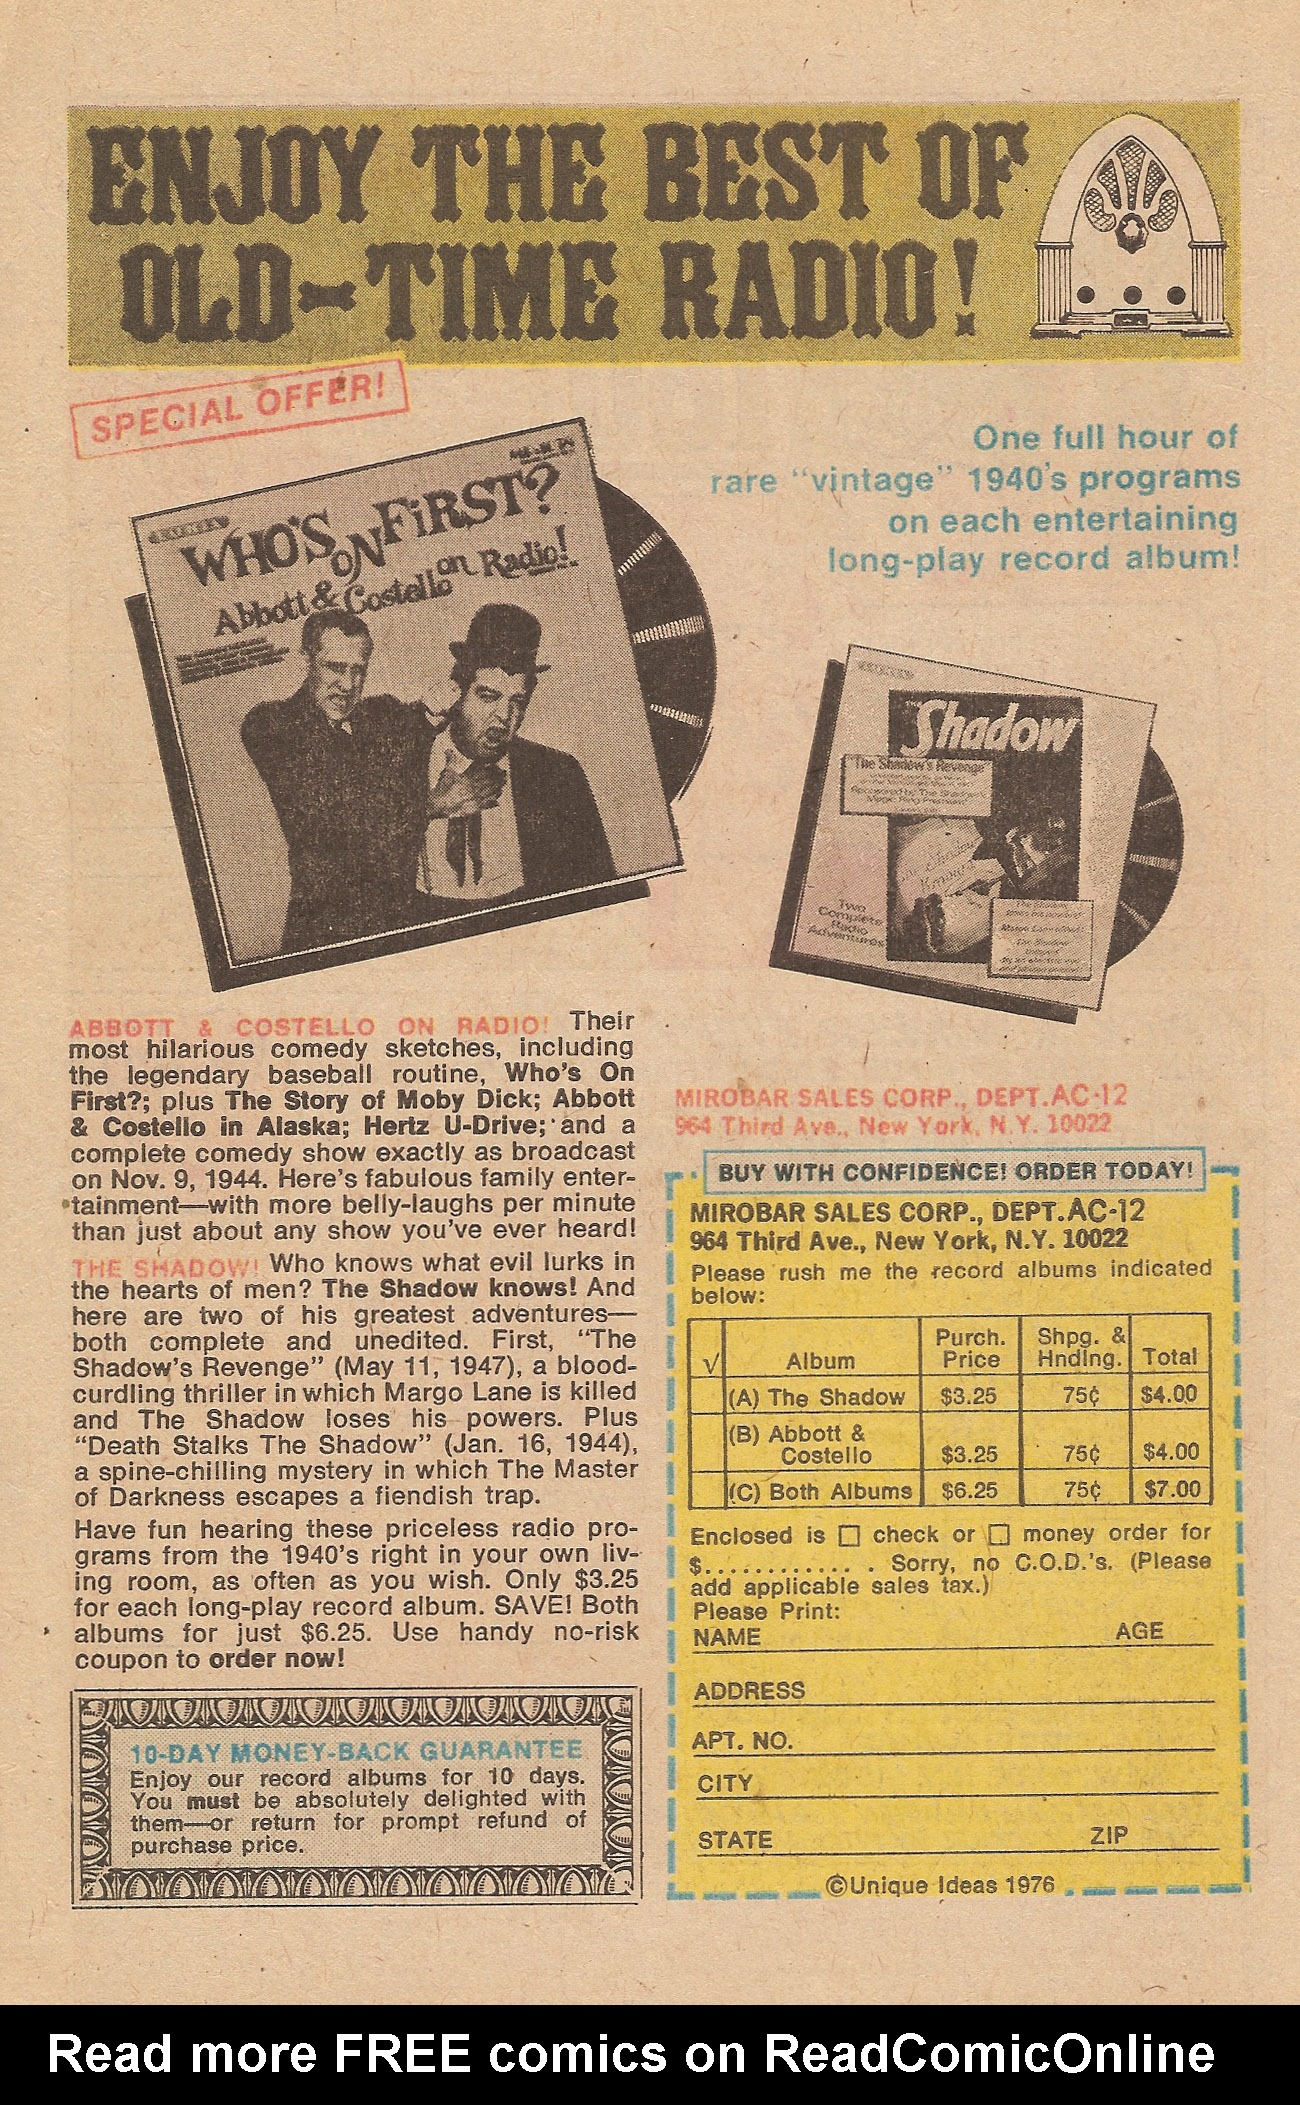 ENJOY THE BEST OF
OLD-TIME RADIO!
SPECIAL OFFER!
One full hour of
rare "vintage" 1940's programs
on each entertaining
long-play record album!
WHO'S ON FiRST?
Abbott & Costello on Radio!
The Shadow
"The Shadow's Revenge"
Two
Complete
Radio
Adventures
ABBOTT & COSTELLO ON RADIO! Their
most hilarious comedy sketches, including
the legendary baseball routine, Who's On
First?; plus The Story of Moby Dick; Abbott
& Costello in Alaska; Hertz U-Drive; and a
complete comedy show exactly as broadcast
on Nov. 9, 1944. Here's fabulous family enter-
tainment—with more belly-laughs per minute
than just about any show you've ever heard!
THE SHADOW! Who knows what evil lurks in
the hearts of men? The Shadow knows! And
here are two of his greatest adventures—
both complete and unedited. First, "The
Shadow's Revenge" (May 11, 1947), a blood-
curdling thriller in which Margo Lane is killed
and The Shadow loses his powers. Plus
"Death Stalks The Shadow" (Jan. 16, 1944),
a spine-chilling mystery in which The Master
of Darkness escapes a fiendish trap.
Have fun hearing these priceless radio pro-
grams from the 1940's right in your own liv-
ing room, as often as you wish. Only $3.25
for each long-play record album. SAVE! Both
albums for just $6.25. Use handy no-risk
coupon to order now!
10-DAY MONEY-BACK GUARANTEE
Enjoy our record albums for 10 days.
You must be absolutely delighted with
them—or return for prompt refund of
purchase price.
MIROBAR SALES CORP., DEPT. AC-12
964 Third Ave., New York, N.Y. 10022
BUY WITH CONFIDENCE! ORDER TODAY!
MIROBAR SALES CORP., DEPT. AC-12
964 Third Ave., New York, N.Y. 10022
Please rush me the record albums indicated
below:
√ Album Purch. Price Shpg. & Hndlng. Total
(A) The Shadow $3.25 75¢ $4.00
(B) Abbott &
Costello $3.25 75¢ $4.00
(C) Both Albums $6.25 75¢ $7.00
Enclosed is □ check or □ money order for
$............ . Sorry, no C.O.D.'s. (Please
add applicable sales tax.)
Please Print:
NAME AGE
ADDRESS
APT. NO.
CITY
STATE ZIP
©Unique Ideas 1976
Read more FREE comics on ReadComicOnline